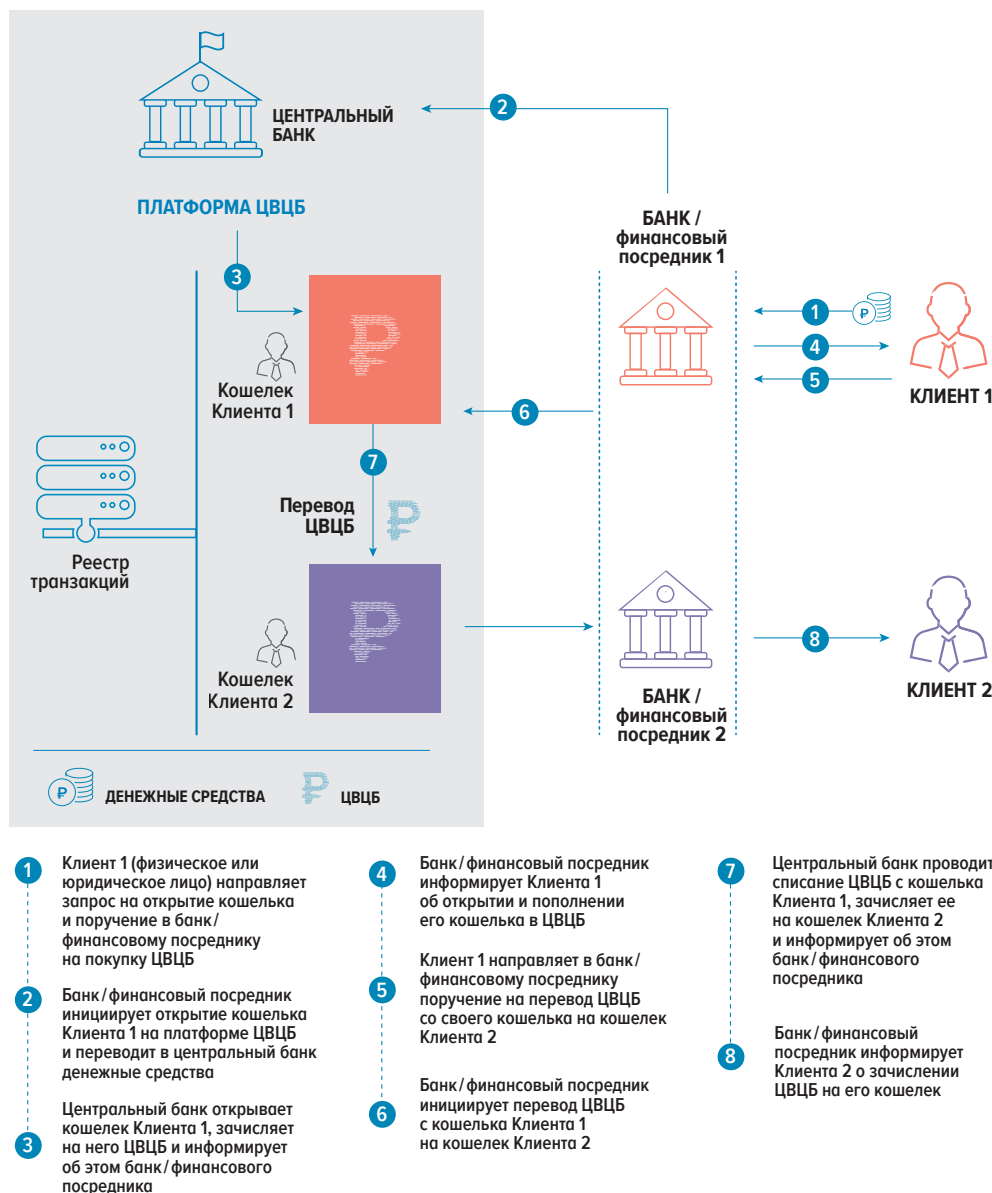 ЦЕНТРАЛЬНЫЙ
БАНК
2
ПЛАТФОРМА ЦВЦБ
БАНК /
финансовый
посредник 1
3
1
₽
4
5
КЛИЕНТ 1
₽
Кошелек
Клиента 1
6
7
Перевод
ЦВЦБ
₽
Реестр
транзакций
₽
Кошелек
Клиента 2
8
КЛИЕНТ 2
БАНК /
финансовый
посредник 2
₽
ДЕНЕЖНЫЕ СРЕДСТВА
₽
ЦВЦБ
1
Клиент 1 (физическое или
юридическое лицо) направляет
запрос на открытие кошелька
и поручение в банк/
финансовому посреднику
на покупку ЦВЦБ
2
Банк/финансовый посредник
инициирует открытие кошелька
Клиента 1 на платформе ЦВЦБ
и переводит в центральный банк
денежные средства
3
Центральный банк открывает
кошелек Клиента 1, зачисляет
на него ЦВЦБ и информирует
об этом банк/финансового
посредника
4
Банк/финансовый посредник
информирует Клиента 1
об открытии и пополнении
его кошелька в ЦВЦБ
5
Клиент 1 направляет в банк/
финансовому посреднику
поручение на перевод ЦВЦБ
со своего кошелька на кошелек
Клиента 2
6
Банк/финансовый посредник
инициирует перевод ЦВЦБ
с кошелька Клиента 1
на кошелек Клиента 2
7
Центральный банк проводит
списание ЦВЦБ с кошелька
Клиента 1, зачисляет ее
на кошелек Клиента 2
и информирует об этом
банк/финансового
посредника
8
Банк/финансовый
посредник информирует
Клиента 2 о зачислении
ЦВЦБ на его кошелек